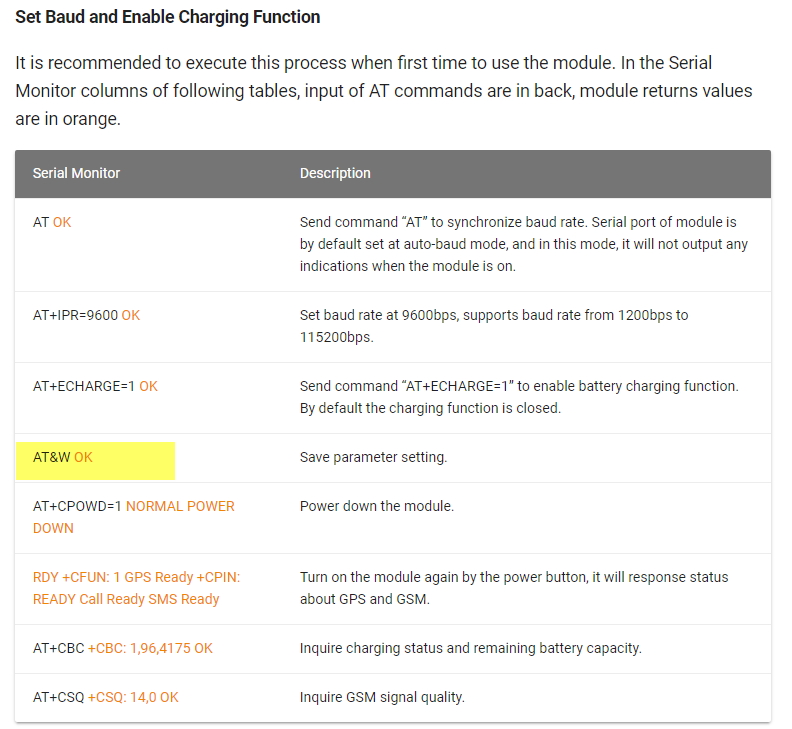 Set Baud and Enable Charging Function
It is recommended to execute this process when first time to use the module. In the Serial
Monitor columns of following tables, input of AT commands are in back, module returns values
are in orange.
Serial Monitor Description
AT OK Send command “AT” to synchronize baud rate. Serial port of module is
by default set at auto-baud mode, and in this mode, it will not output any
indications when the module is on.
AT+IPR=9600 OK Set baud rate at 9600bps, supports baud rate from 1200bps to
115200bps.
AT+ECHARGE=1 OK Send command “AT+ECHARGE=1” to enable battery charging function.
By default the charging function is closed.
AT&W OK Save parameter setting.
AT+CPOWD=1 NORMAL POWER Power down the module.
DOWN
RDY +CFUN: 1 GPS Ready +CPIN: Turn on the module again by the power button, it will response status
READY Call Ready SMS Ready about GPS and GSM.
AT+CBC +CBC: 1,96,4175 OK Inquire charging status and remaining battery capacity.
AT+CSQ +CSQ: 14,0 OK Inquire GSM signal quality.